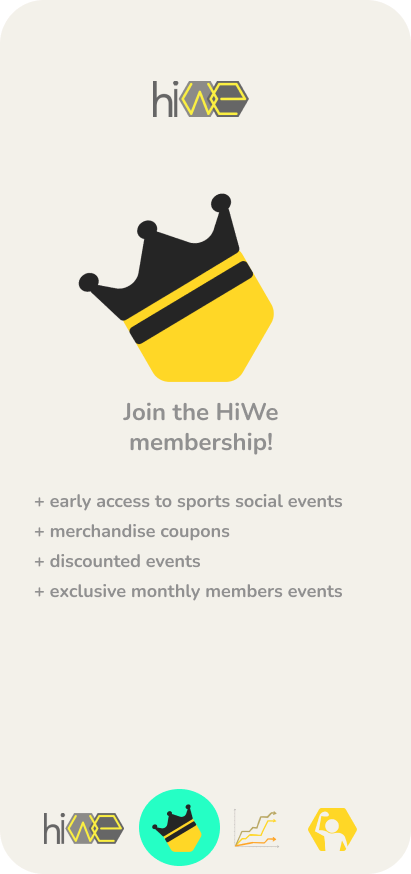 hiwe
Join the HiWe
membership!
+ early access to sports social events
+ merchandise coupons
+ discounted events
+ exclusive monthly members events
hiwe